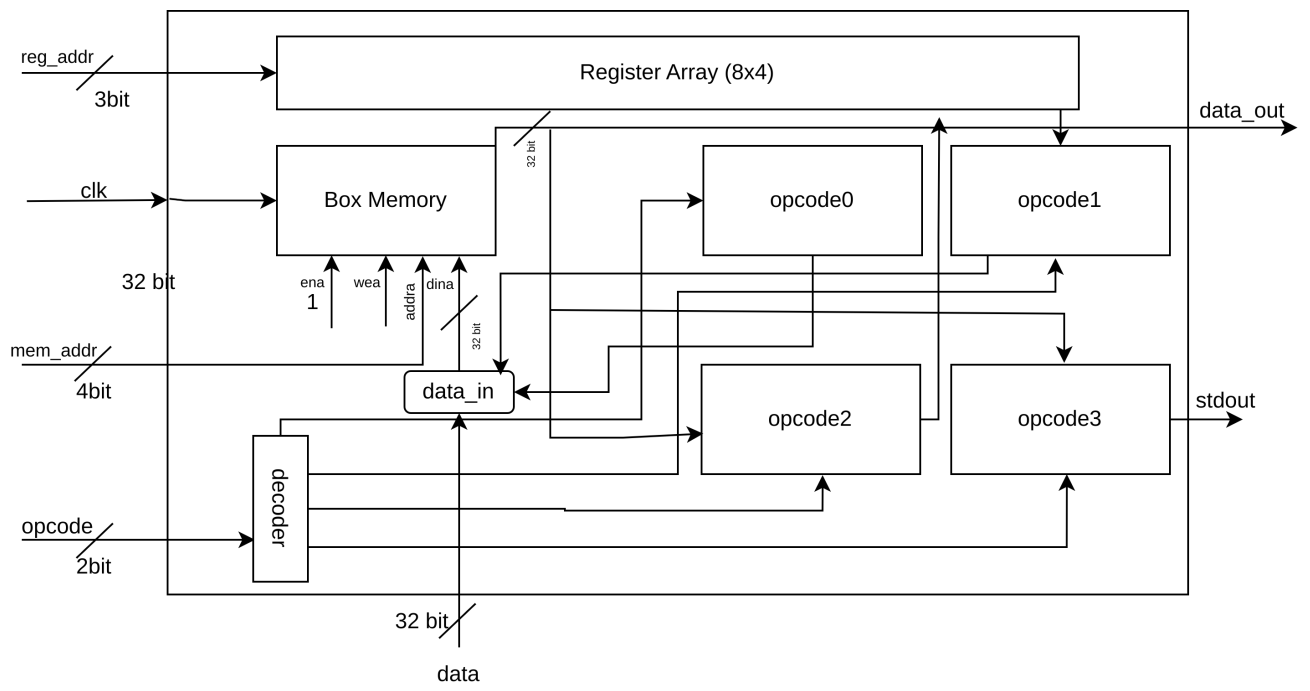 reg_addr
3bit
Register Array (8x4)
data_out
32 bit
clk
Box Memory
opcode0
opcode1
32 bit
ena
1
wea
addra
dina
32 bit
mem_addr
4bit
data_in
opcode2
opcode3
stdout
decoder
opcode
2bit
32 bit
data